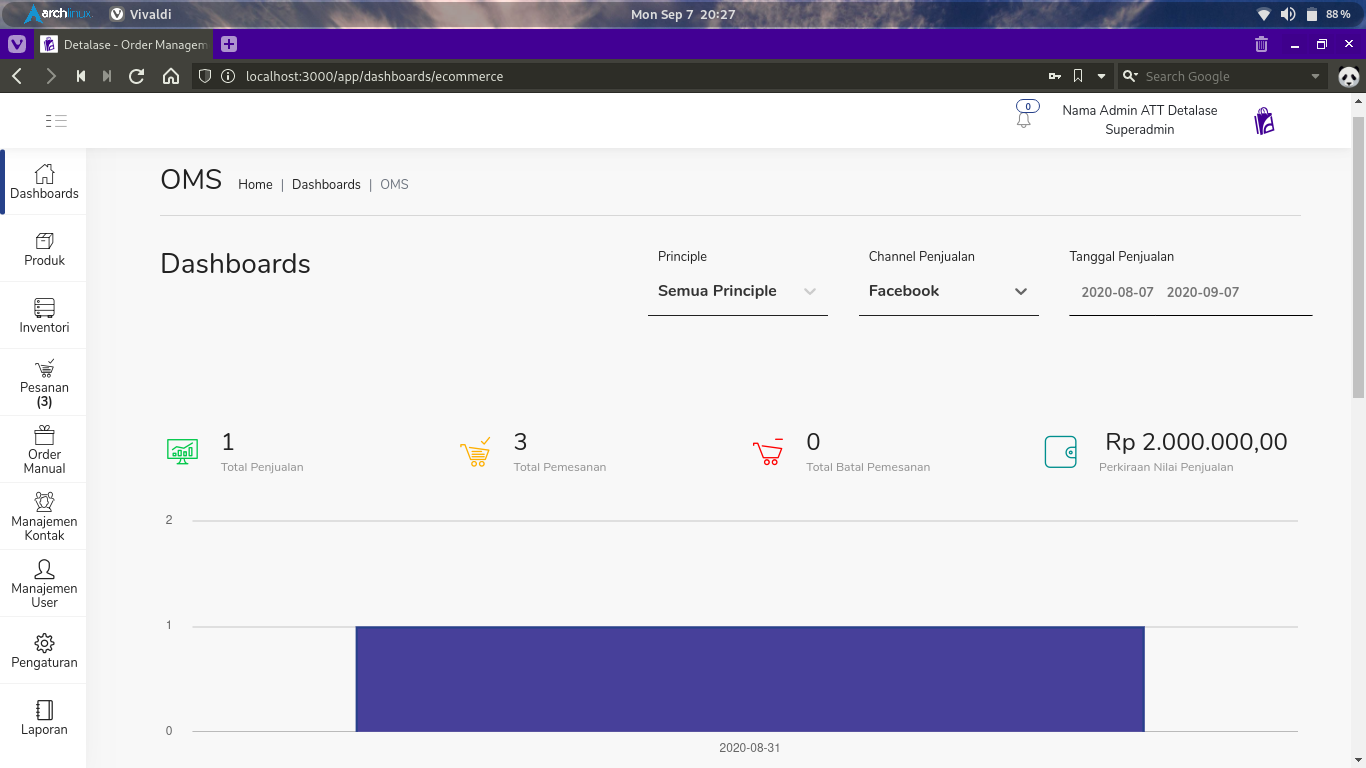 archlinux
Vivaldi
Mon Sep 7 20:27
88 %
Detalase - Order Managem
localhost:3000/app/dashboards/ecommerce
Search Google
0
Nama Admin ATT Detalase
Superadmin
Dashboards
Produk
Inventori
Pesanan
(3)
Order
Manual
Manajemen
Kontak
Manajemen
User
Pengaturan
Laporan
OMS
Home | Dashboards | OMS
Dashboards
Principle
Semua Principle
Channel Penjualan
Facebook
Tanggal Penjualan
2020-08-07 2020-09-07
1
Total Penjualan
3
Total Pemesanan
0
Total Batal Pemesanan
Rp 2.000.000,00
Perkiraan Nilai Penjualan
2
1
0
2020-08-31